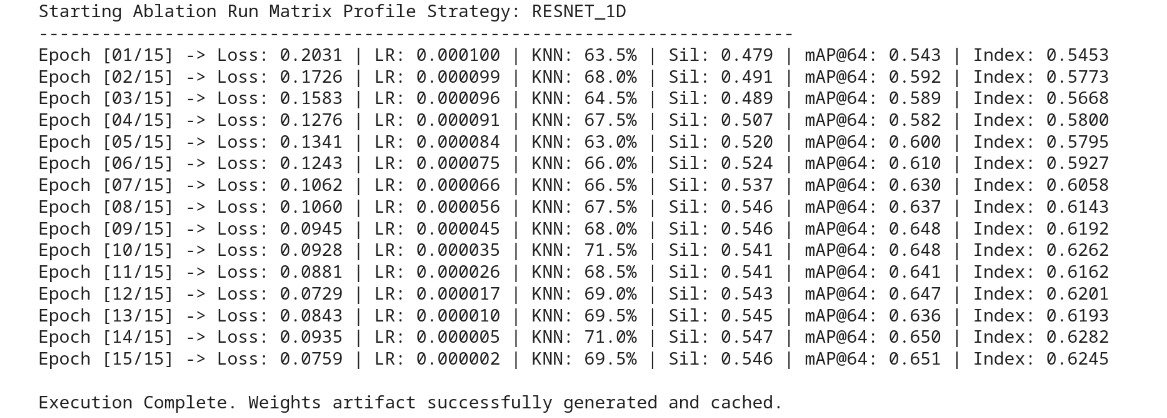 Starting Ablation Run Matrix Profile Strategy: RESNET_1D
------------------------------------------------------------------------
Epoch [01/15] -> Loss: 0.2031 | LR: 0.000100 | KNN: 63.5% | Sil: 0.479 | mAP@64: 0.543 | Index: 0.5453
Epoch [02/15] -> Loss: 0.1726 | LR: 0.000099 | KNN: 68.0% | Sil: 0.491 | mAP@64: 0.592 | Index: 0.5773
Epoch [03/15] -> Loss: 0.1583 | LR: 0.000096 | KNN: 64.5% | Sil: 0.489 | mAP@64: 0.589 | Index: 0.5668
Epoch [04/15] -> Loss: 0.1276 | LR: 0.000091 | KNN: 67.5% | Sil: 0.507 | mAP@64: 0.582 | Index: 0.5800
Epoch [05/15] -> Loss: 0.1341 | LR: 0.000084 | KNN: 63.0% | Sil: 0.520 | mAP@64: 0.600 | Index: 0.5795
Epoch [06/15] -> Loss: 0.1243 | LR: 0.000075 | KNN: 66.0% | Sil: 0.524 | mAP@64: 0.610 | Index: 0.5927
Epoch [07/15] -> Loss: 0.1062 | LR: 0.000066 | KNN: 66.5% | Sil: 0.537 | mAP@64: 0.630 | Index: 0.6058
Epoch [08/15] -> Loss: 0.1060 | LR: 0.000056 | KNN: 67.5% | Sil: 0.546 | mAP@64: 0.637 | Index: 0.6143
Epoch [09/15] -> Loss: 0.0945 | LR: 0.000045 | KNN: 68.0% | Sil: 0.546 | mAP@64: 0.648 | Index: 0.6192
Epoch [10/15] -> Loss: 0.0928 | LR: 0.000035 | KNN: 71.5% | Sil: 0.541 | mAP@64: 0.648 | Index: 0.6262
Epoch [11/15] -> Loss: 0.0881 | LR: 0.000026 | KNN: 68.5% | Sil: 0.541 | mAP@64: 0.641 | Index: 0.6162
Epoch [12/15] -> Loss: 0.0729 | LR: 0.000017 | KNN: 69.0% | Sil: 0.543 | mAP@64: 0.647 | Index: 0.6201
Epoch [13/15] -> Loss: 0.0843 | LR: 0.000010 | KNN: 69.5% | Sil: 0.545 | mAP@64: 0.636 | Index: 0.6193
Epoch [14/15] -> Loss: 0.0935 | LR: 0.000005 | KNN: 71.0% | Sil: 0.547 | mAP@64: 0.650 | Index: 0.6282
Epoch [15/15] -> Loss: 0.0759 | LR: 0.000002 | KNN: 69.5% | Sil: 0.546 | mAP@64: 0.651 | Index: 0.6245
Execution Complete. Weights artifact successfully generated and cached.